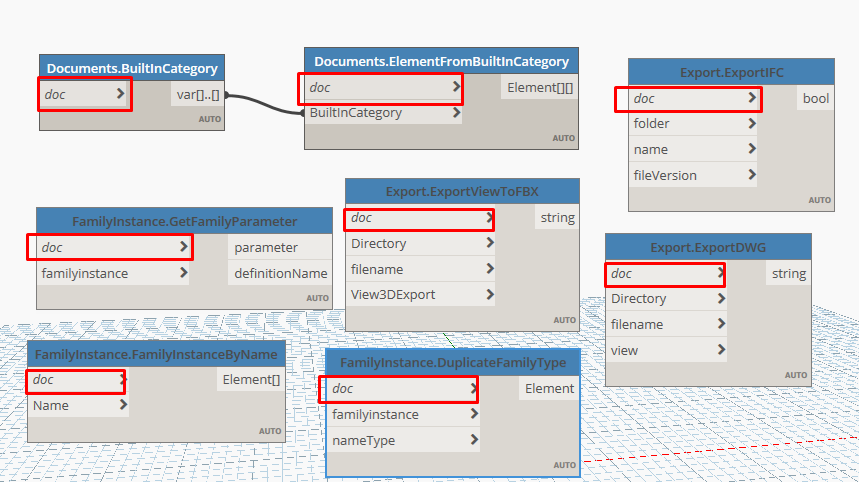 Documents.BuiltInCategory
doc
var[]..[]
AUTO
Documents.ElementFromBuiltInCategory
doc
Element[][]
BuiltInCategory
AUTO
Export.ExportIFC
doc
bool
folder
name
fileVersion
AUTO
FamilyInstance.GetFamilyParameter
doc
parameter
familyinstance
definitionName
AUTO
Export.ExportViewToFBX
doc
string
Directory
filename
View3DExport
AUTO
Export.ExportDWG
doc
string
Directory
filename
view
AUTO
FamilyInstance.FamilyInstanceByName
doc
Element[]
Name
AUTO
FamilyInstance.DuplicateFamilyType
doc
Element
familyinstance
nameType
AUTO